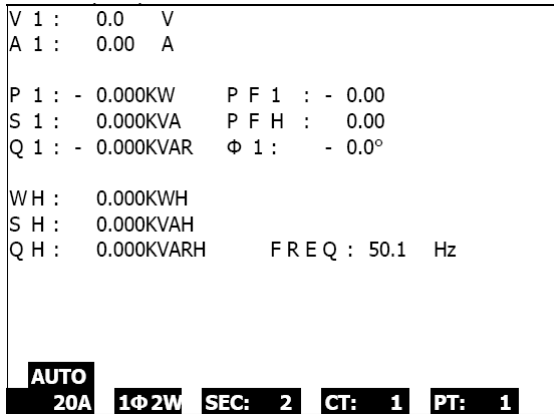 V 1 : 0.0 V
A 1 : 0.00 A
P 1 : - 0.000KW P F 1 : - 0.00
S 1 : 0.000KVA P F H : 0.00
Q 1 : - 0.000KVAR Φ 1 : - 0.0°
W H : 0.000KWH
S H : 0.000KVAH
Q H : 0.000KVARH F R E Q : 50.1 Hz
AUTO
20A 1Φ2W SEC: 2 CT: 1 PT: 1